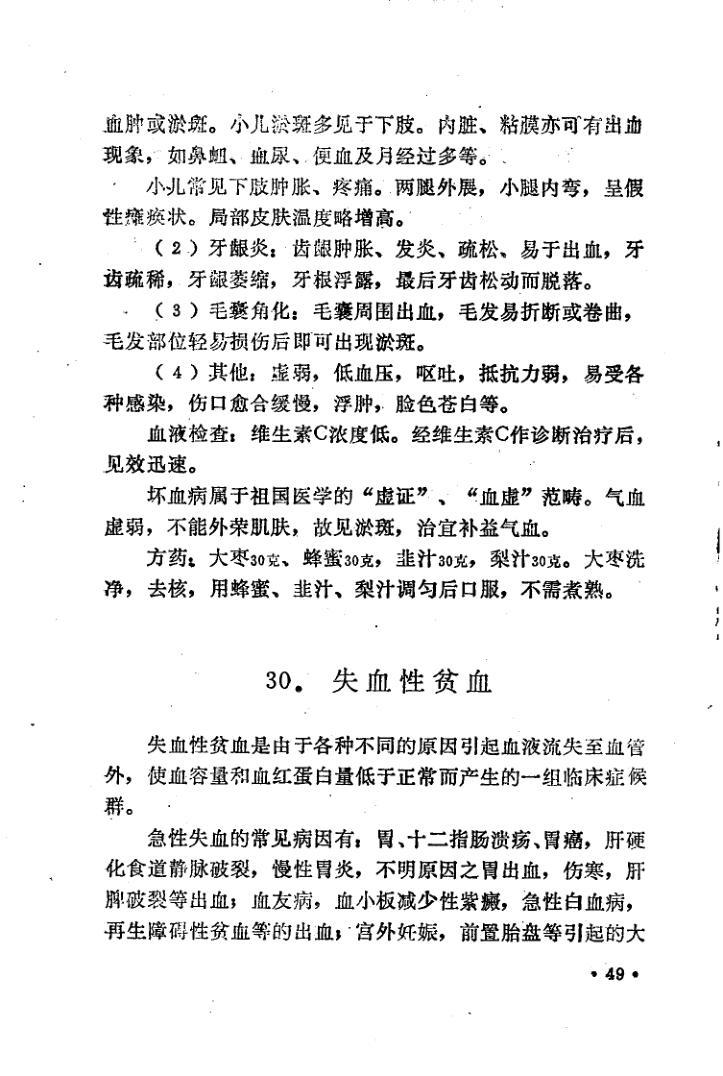 血肿或淤斑。小儿淤斑多见于下肢。内脏、粘膜亦可有出血
现象，如鼻衄、血尿、便血及月经过多等。
小儿常见下肢肿胀、疼痛。两腿外展，小腿内弯，呈假
性瘫痪状。局部皮肤温度略增高。
（2）牙龈炎：齿龈肿胀、发炎、疏松、易于出血，牙
齿疏稀，牙龈萎缩，牙根浮露，最后牙齿松动而脱落。
（3）毛囊角化：毛囊周围出血，毛发易折断或卷曲，
毛发部位轻易损伤后即可出现淤斑。
（4）其他：虚弱，低血压，呕吐，抵抗力弱，易受各
种感染，伤口愈合缓慢，浮肿，脸色苍白等。
血液检查：维生素C浓度低。经维生素C作诊断治疗后，
见效迅速。
坏血病属于祖国医学的“虚证”、“血虚”范畴。气血
虚弱，不能外荣肌肤，故见淤斑，治宜补益气血。
方药：大枣30克、蜂蜜30克，韭汁30克，梨汁30克。大枣洗
净，去核，用蜂蜜、韭汁、梨汁调匀后口服，不需煮熟。
30. 失血性贫血
失血性贫血是由于各种不同的原因引起血液流失至血管
外，使血容量和血红蛋白量低于正常而产生的一组临床症候
群。
急性失血的常见病因有：胃、十二指肠溃疡、胃癌，肝硬
化食道静脉破裂，慢性胃炎，不明原因之胃出血，伤寒，肝
脾破裂等出血；血友病，血小板减少性紫癜，急性白血病，
再生障碍性贫血等的出血；宫外妊娠，前置胎盘等引起的大
• 49 •